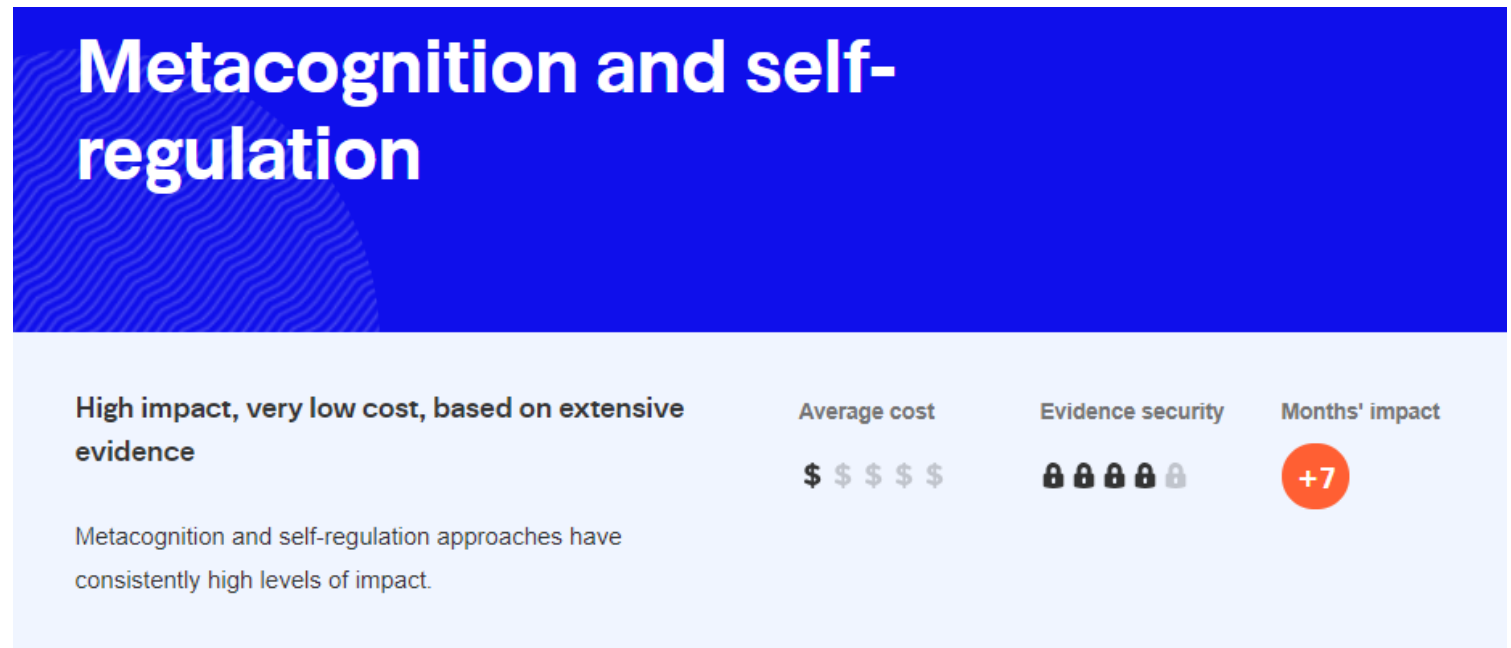 Metacognition and self-
regulation
High impact, very low cost, based on extensive
evidence
Metacognition and self-regulation approaches have
consistently high levels of impact.
Average cost
$ $ $ $ $
Evidence security
Months' impact
+7